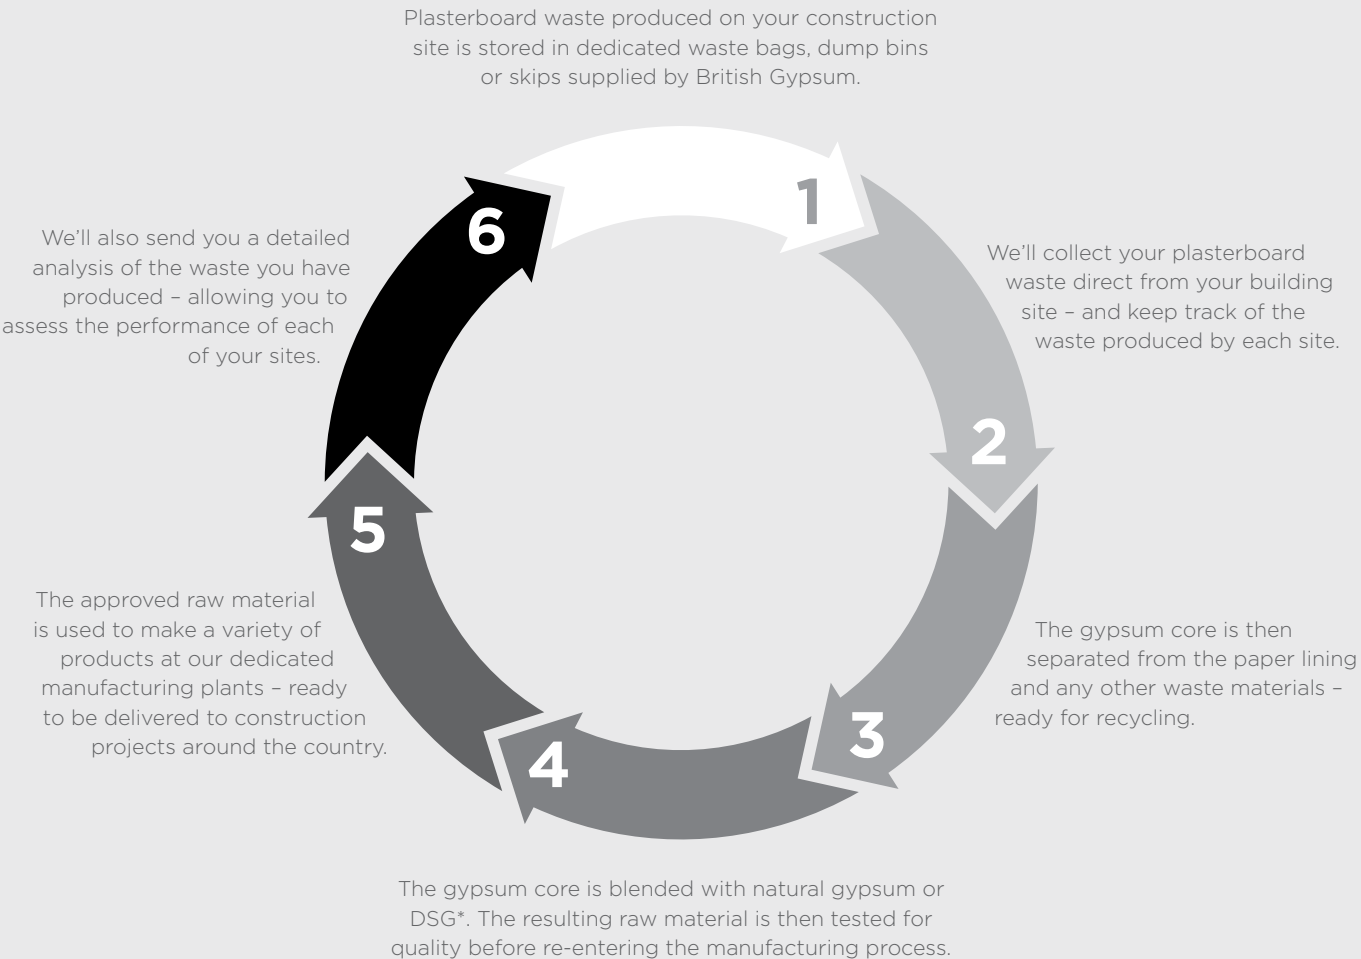 Plasterboard waste produced on your construction
site is stored in dedicated waste bags, dump bins
or skips supplied by British Gypsum.
1
We’ll collect your plasterboard
waste direct from your building
site – and keep track of the
waste produced by each site.
2
The gypsum core is then
separated from the paper lining
and any other waste materials –
ready for recycling.
3
The gypsum core is blended with natural gypsum or
DSG*. The resulting raw material is then tested for
quality before re-entering the manufacturing process.
4
The approved raw material
is used to make a variety of
products at our dedicated
manufacturing plants – ready
to be delivered to construction
projects around the country.
5
We’ll also send you a detailed
analysis of the waste you have
produced – allowing you to
assess the performance of each
of your sites.
6